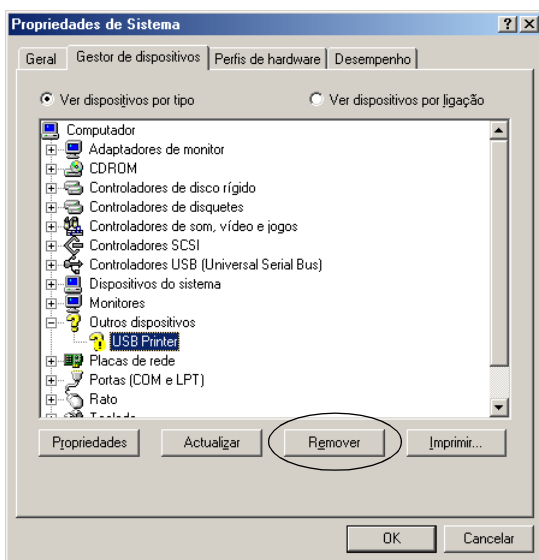 Propriedades de Sistema
Geral Gestor de dispositivos Perfis de hardware Desempenho
Ver dispositivos por tipo Ver dispositivos por ligação
Computador
Adaptadores de monitor
CDROM
Controladores de disco rígido
Controladores de disquetes
Controladores de som, vídeo e jogos
Controladores SCSI
Controladores USB (Universal Serial Bus)
Dispositivos do sistema
Monitores
Outros dispositivos
USB Printer
Placas de rede
Portas (COM e LPT)
Rato
Teclado
Propriedades Actualizar Remover Imprimir...
OK Cancelar